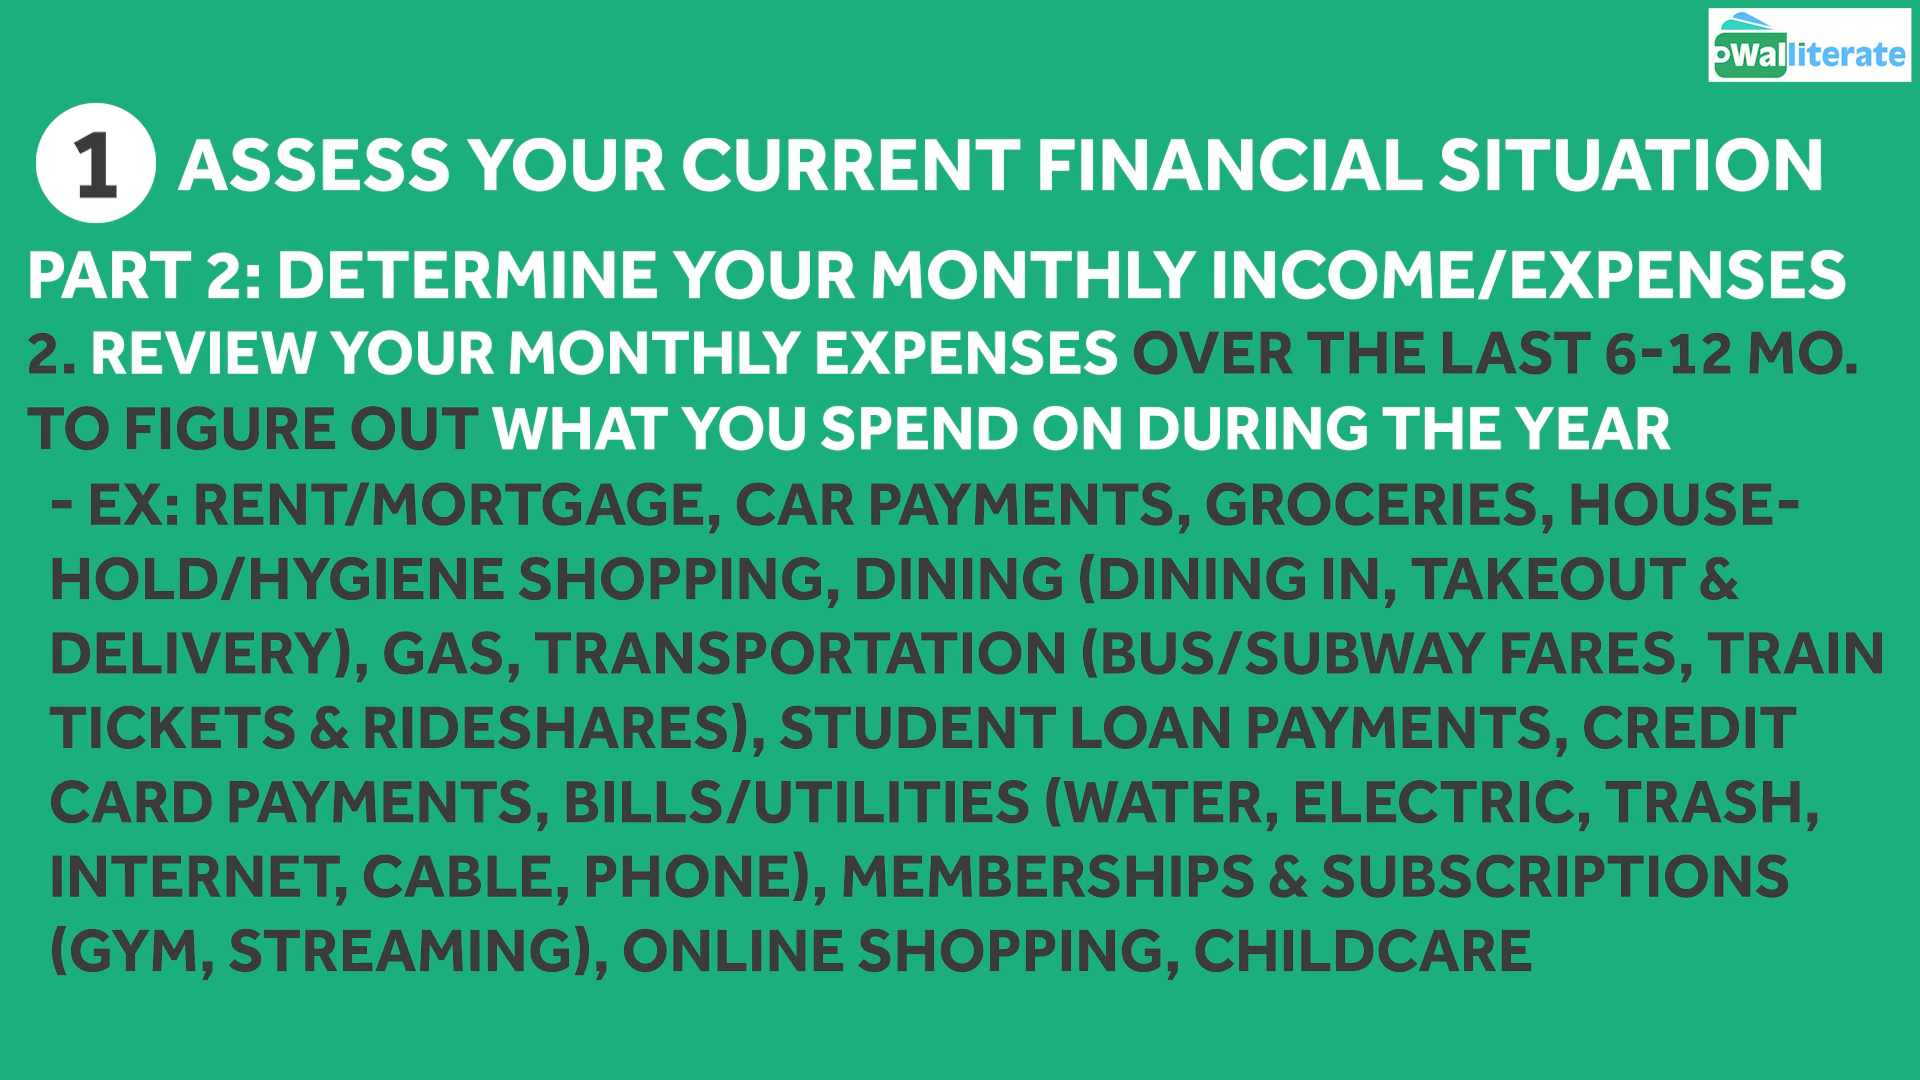 oWalliterate
1 ASSESS YOUR CURRENT FINANCIAL SITUATION
PART 2: DETERMINE YOUR MONTHLY INCOME/EXPENSES
2. REVIEW YOUR MONTHLY EXPENSES OVER THE LAST 6-12 MO.
TO FIGURE OUT WHAT YOU SPEND ON DURING THE YEAR
- EX: RENT/MORTGAGE, CAR PAYMENTS, GROCERIES, HOUSE-
HOLD/HYGIENE SHOPPING, DINING (DINING IN, TAKEOUT &
DELIVERY), GAS, TRANSPORTATION (BUS/SUBWAY FARES, TRAIN
TICKETS & RIDESHARES), STUDENT LOAN PAYMENTS, CREDIT
CARD PAYMENTS, BILLS/UTILITIES (WATER, ELECTRIC, TRASH,
INTERNET, CABLE, PHONE), MEMBERSHIPS & SUBSCRIPTIONS
(GYM, STREAMING), ONLINE SHOPPING, CHILDCARE